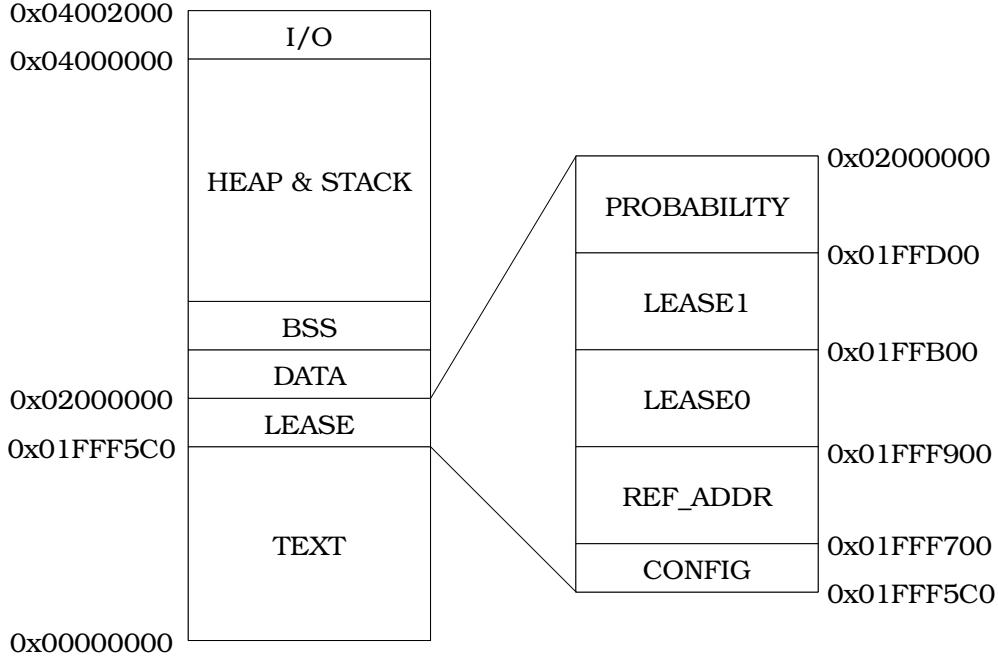 0x04002000
I/O
0x04000000
HEAP & STACK
BSS
DATA
0x02000000
LEASE
0x01FFF5C0
TEXT
0x00000000
0x02000000
PROBABILITY
0x01FFD00
LEASE1
0x01FFB00
LEASE0
0x01FFF900
REF_ADDR
0x01FFF700
CONFIG
0x01FFF5C0